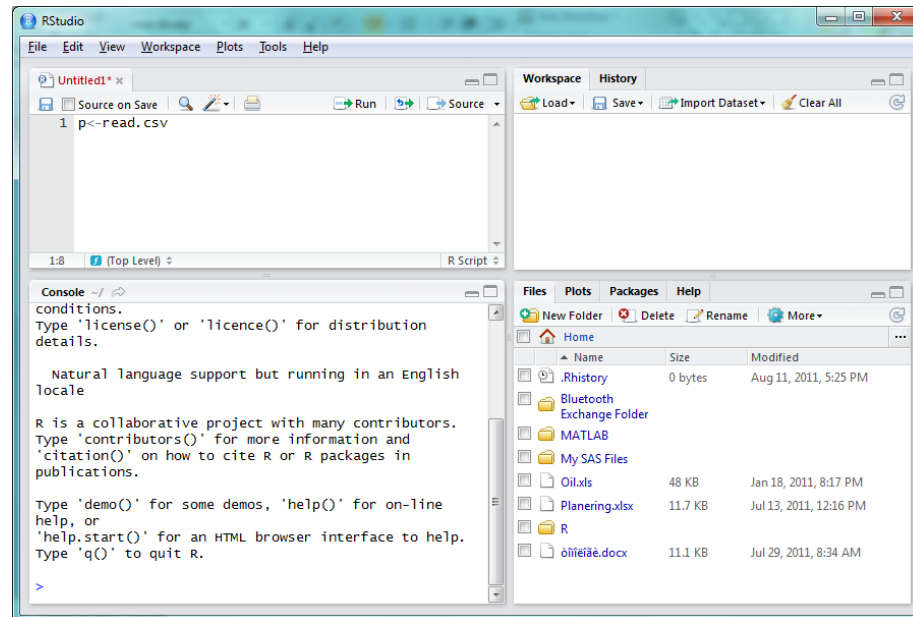 RStudio
File Edit View Workspace Plots Tools Help
Untitled1*
Source on Save Run Source
1 p<-read.csv
1:8 (Top Level) R Script
Console ~/
conditions.
Type 'license()' or 'licence()' for distribution
details.
Natural language support but running in an English
locale
R is a collaborative project with many contributors.
Type 'contributors()' for more information and
'citation()' on how to cite R or R packages in
publications.
Type 'demo()' for some demos, 'help()' for on-line
help, or
'help.start()' for an HTML browser interface to help.
Type 'q()' to quit R.
>
Workspace History
Load Save Import Dataset Clear All
Files Plots Packages Help
New Folder Delete Rename More
Home
Name Size Modified
.Rhistory 0 bytes Aug 11, 2011, 5:25 PM
Bluetooth
Exchange Folder
MATLAB
My SAS Files
Oil.xls 48 KB Jan 18, 2011, 8:17 PM
Planering.xlsx 11.7 KB Jul 13, 2011, 12:16 PM
R
11.1 KB Jul 29, 2011, 8:34 AM